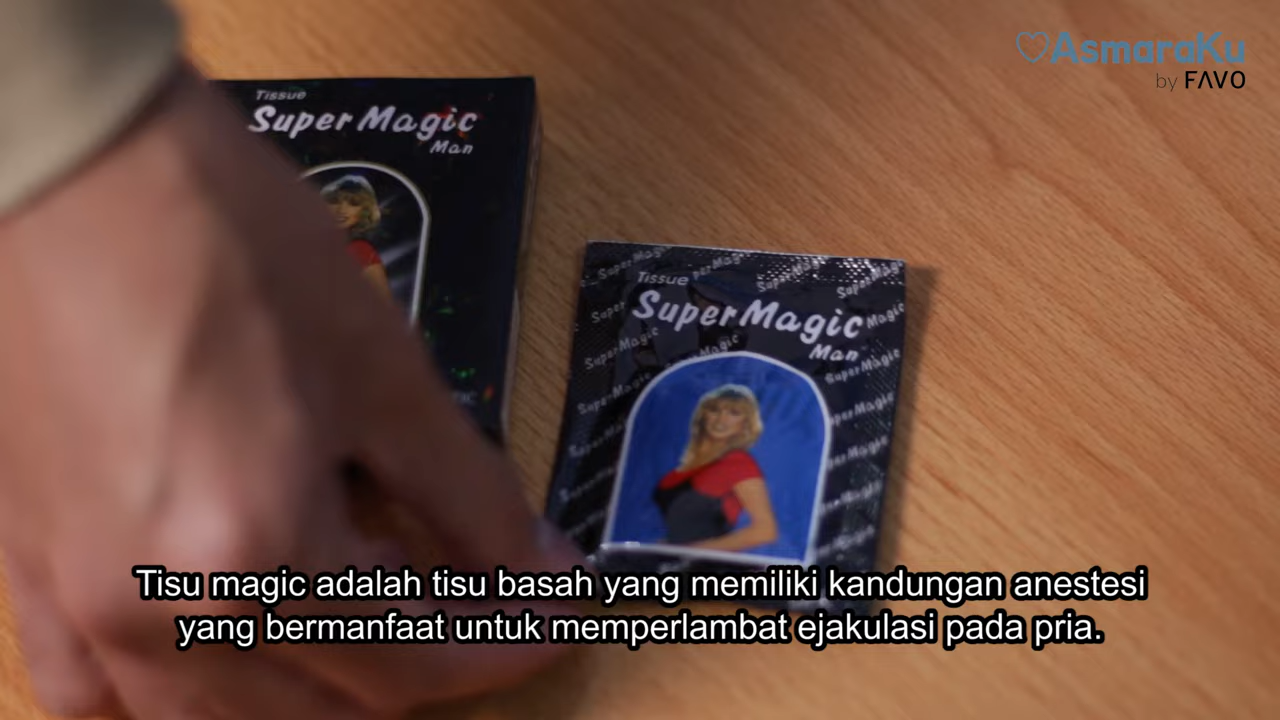 AsmaraKu
by FAVO
Tissue
Super Magic
Man
Tissue
Super Magic
Man
Tisu magic adalah tisu basah yang memiliki kandungan anestesi
yang bermanfaat untuk memperlambat ejakulasi pada pria.